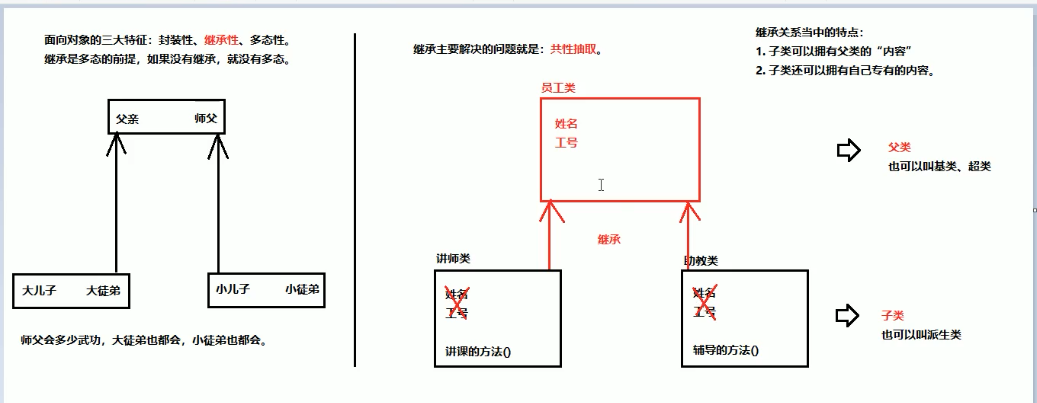 面向对象的三大特征：封装性、继承性、多态性。
继承是多态的前提，如果没有继承，就没有多态。
父亲 师父
大儿子 大徒弟
小儿子 小徒弟
师父会多少武功，大徒弟也都会，小徒弟也都会。
继承主要解决的问题就是：共性抽取。
员工类
姓名
工号
继承
讲师类
姓名
工号
讲课的方法()
助教类
姓名
工号
辅导的方法()
继承关系当中的特点：
1. 子类可以拥有父类的“内容”
2. 子类还可以拥有自己专有的内容。
父类
也可以叫基类、超类
子类
也可以叫派生类